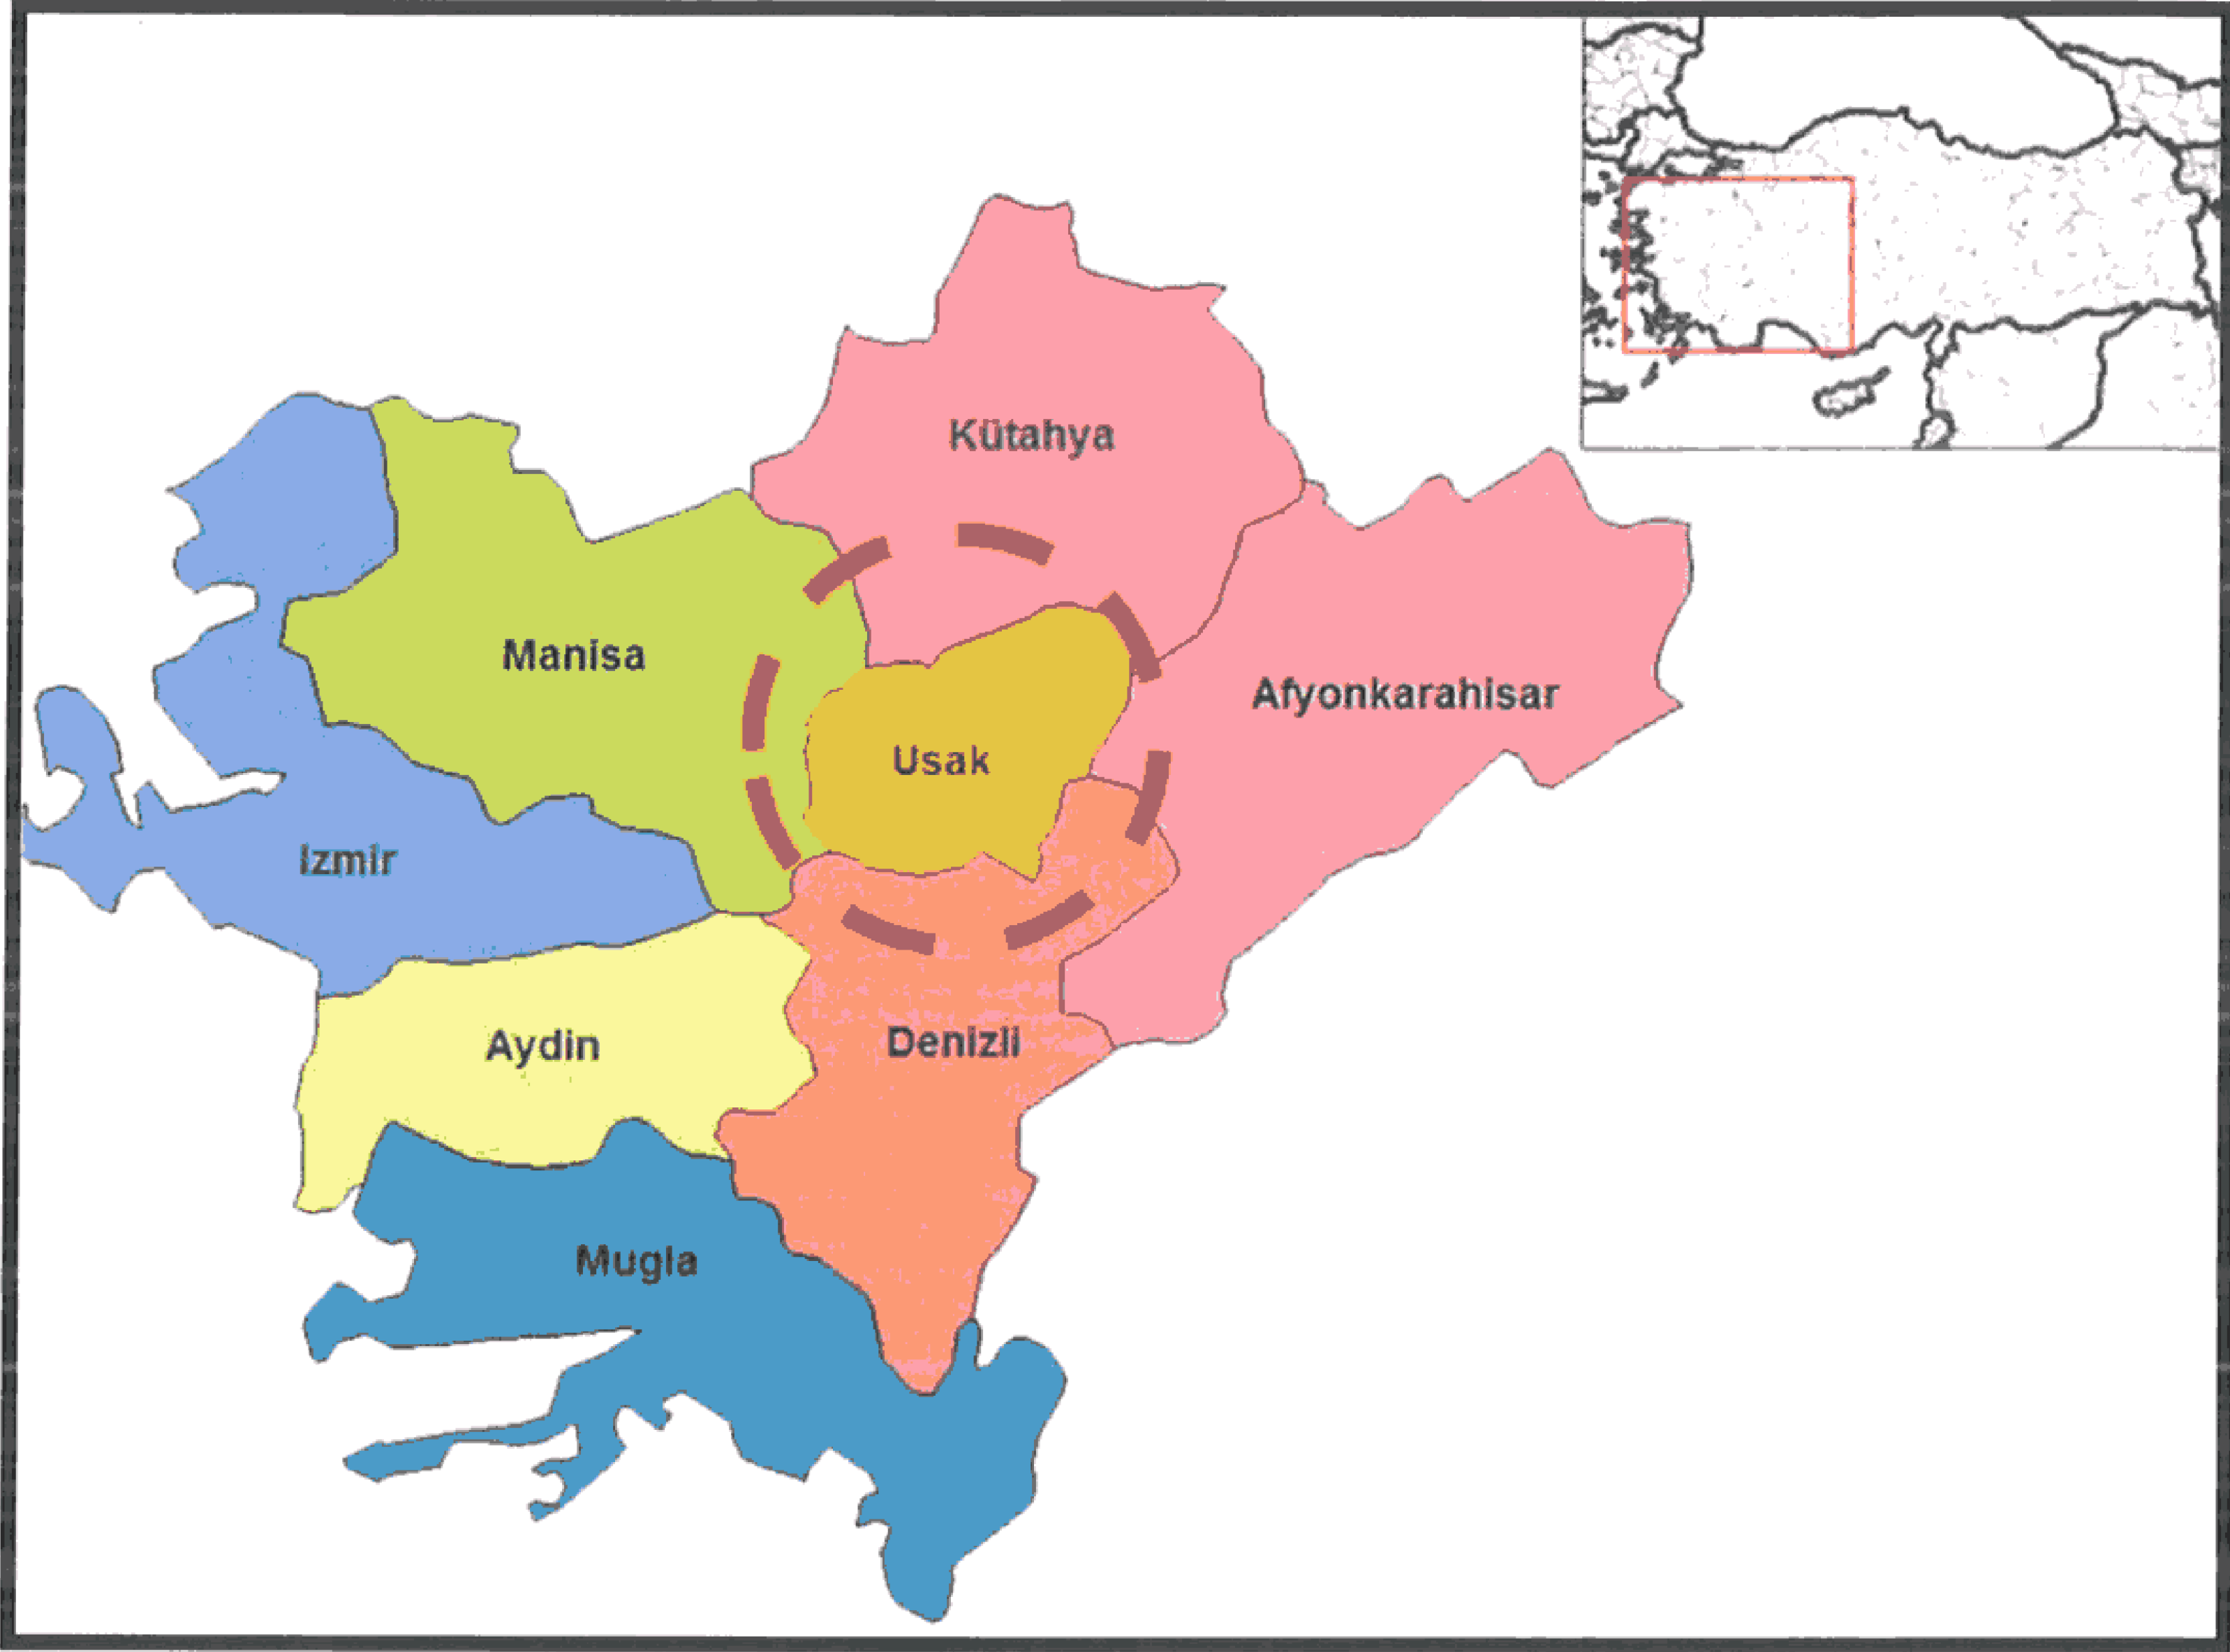 Kütahya
Manisa
Afyonkarahisar
Usak
Izmir
Aydin
Denizli
Mugla